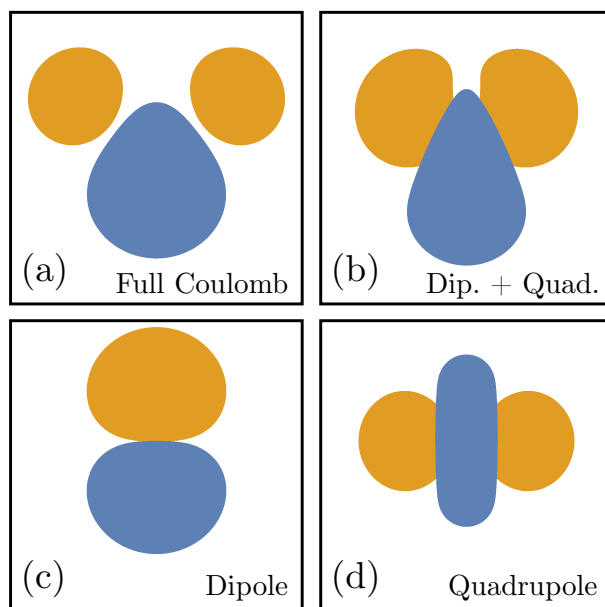 (a)
Full Coulomb
(b)
Dip. + Quad.
(c)
Dipole
(d)
Quadrupole